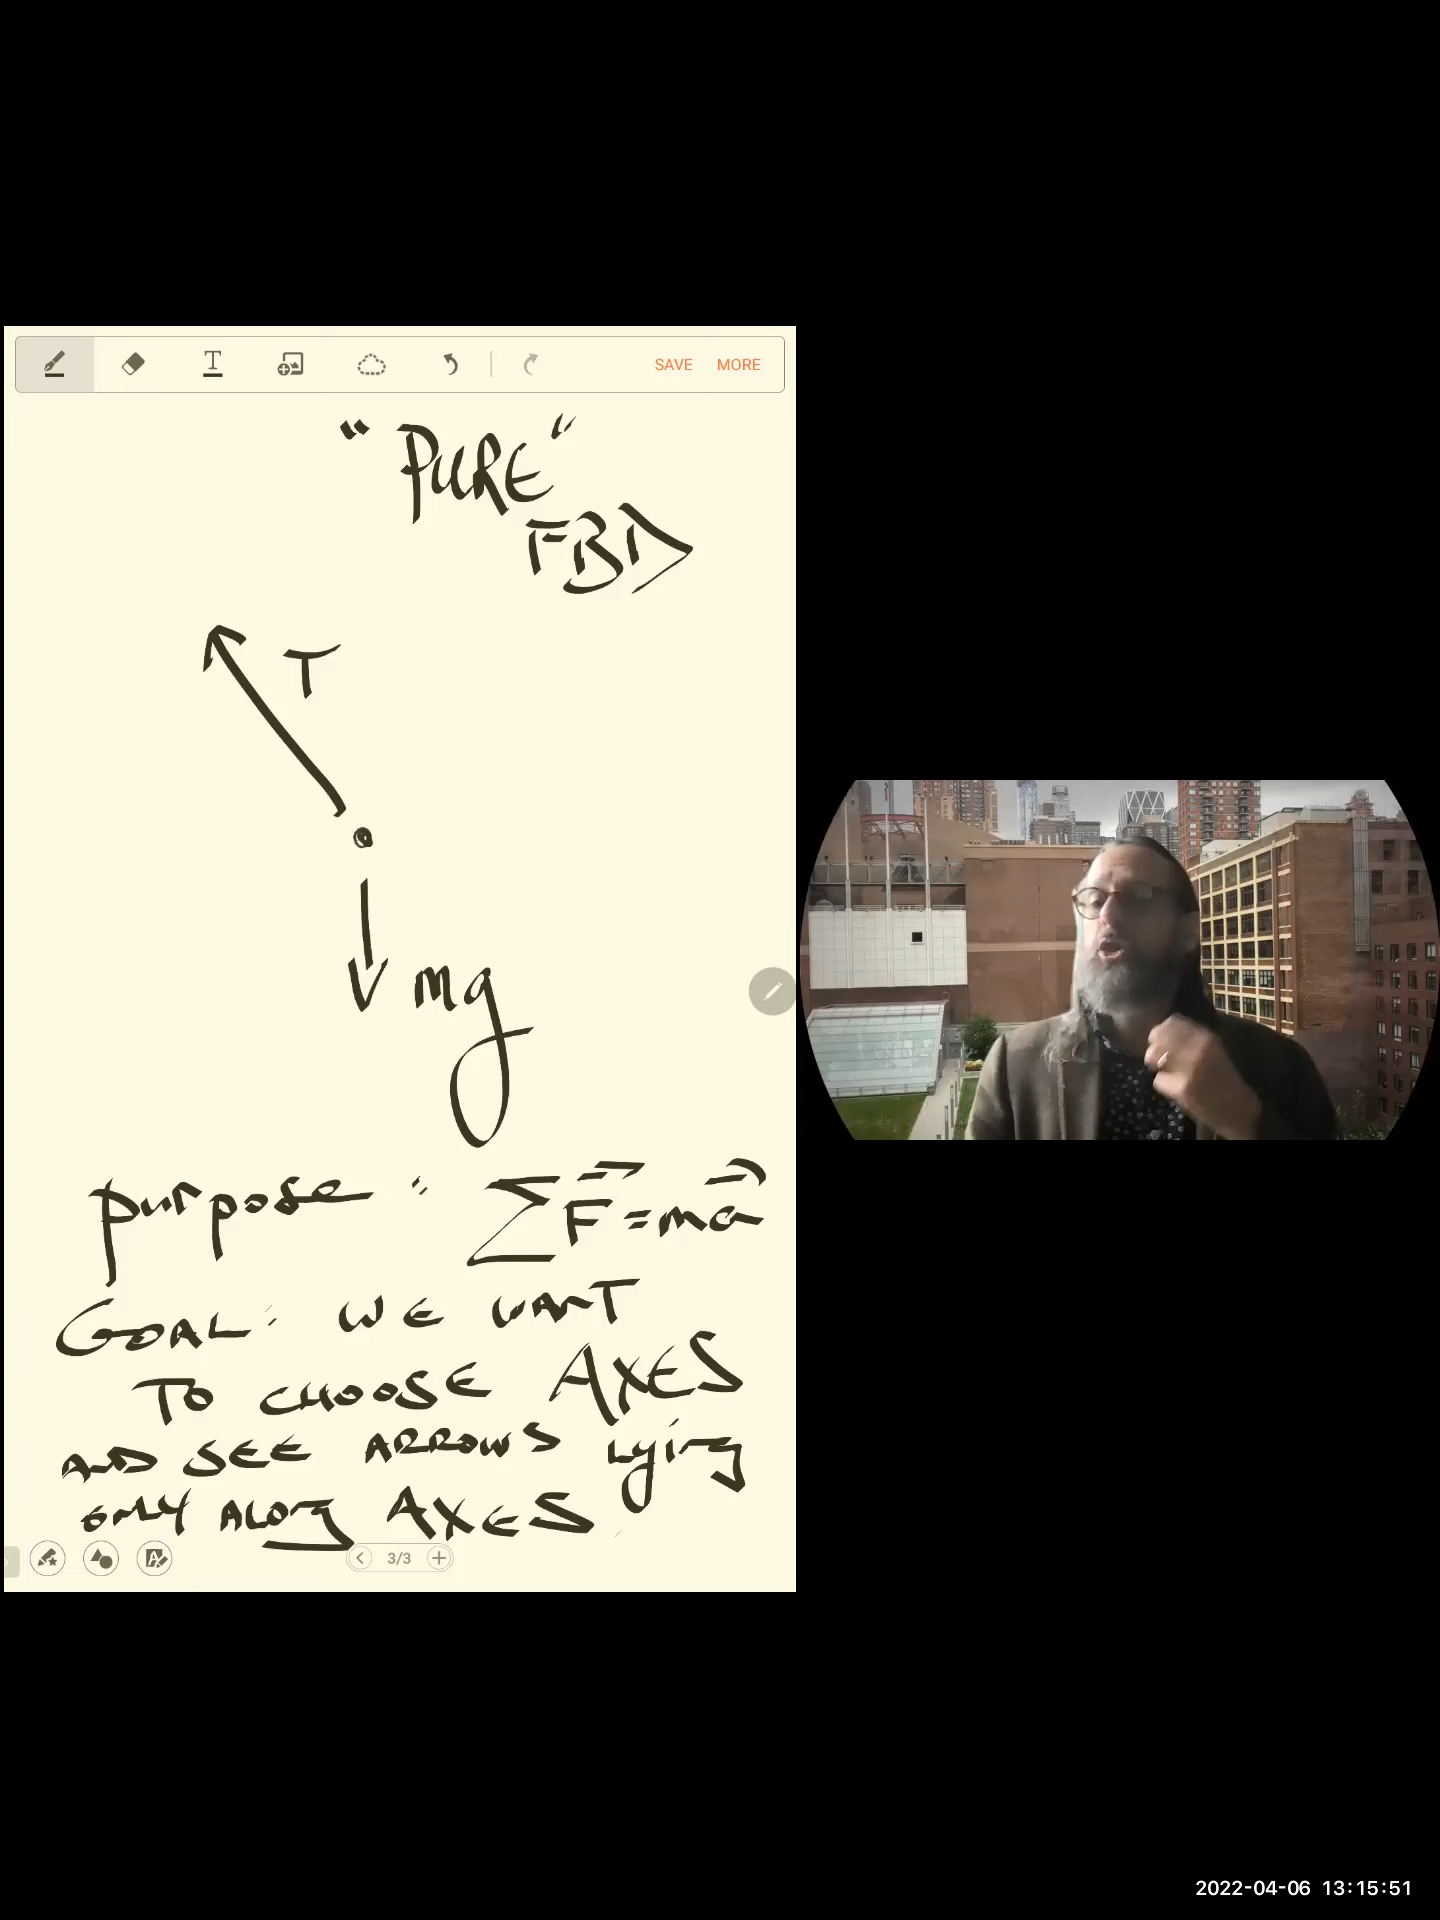 SAVE MORE
"PURE"
FBD
T
mg
purpose: ∑F⃗=ma⃗
GOAL: WE WANT
TO CHOOSE AXES
AND SEE ARROWS lying
ONLY ALONG AXES.
3/3
2022-04-06 13:15:51